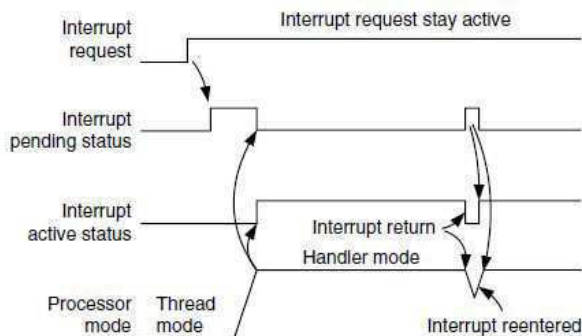 Interrupt request stay active
Interrupt
request
Interrupt
pending status
Interrupt
active status
Interrupt return
Handler mode
Processor
mode
Thread
mode
Interrupt reentered